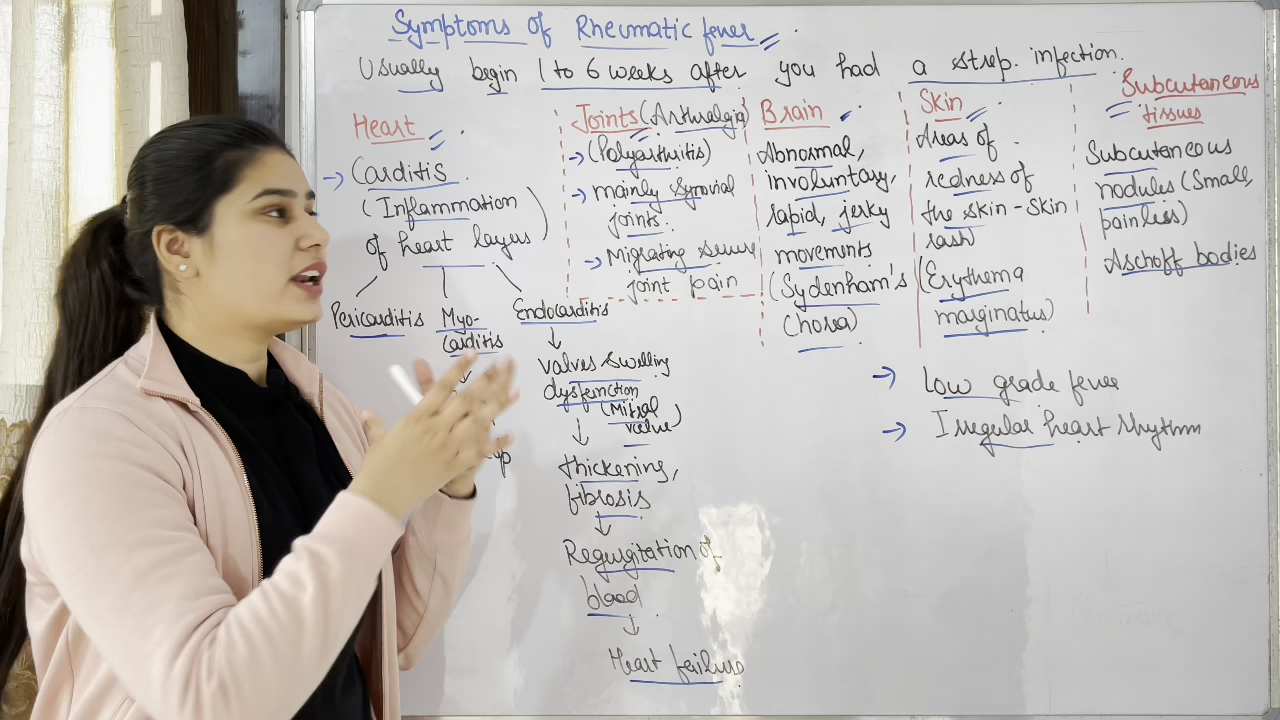 Symptoms of Rheumatic fever
Usually begin 1 to 6 weeks after you had a strep. infection.
Heart
→ Carditis
(Inflammation
of heart layers)
Pericarditis
Myo-
carditis
Endocarditis
valves swelling
dysfunction
(Mitral
valve)
thickening,
fibrosis
Regurgitation of
blood
Heart failure
Joints (Arthralgia)
→ (Polyarthritis)
→ mainly synovial
joints.
→ Migrating severe
joint pain
Brain
Abnormal,
involuntary,
rapid, jerky
movements
(Sydenham's
Chorea)
Skin
Areas of
redness of
the skin - Skin
rash
(Erythema
marginatus)
Subcutaneous
tissues
Subcutaneous
nodules (Small,
painless)
Aschoff bodies
→ Low grade fever
→ Irregular heart rhythm